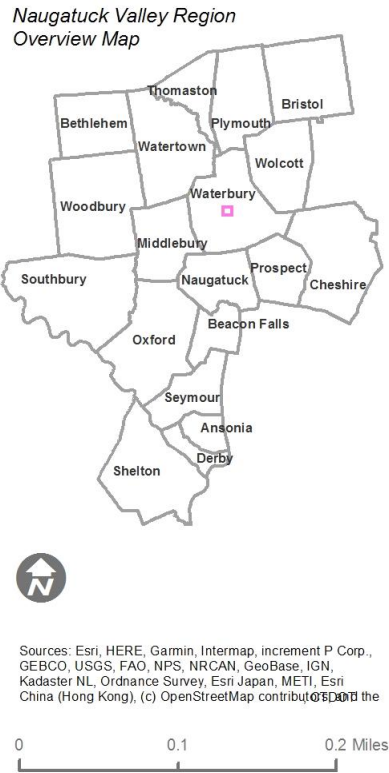 Naugatuck Valley Region
Overview Map
Thomaston
Bristol
Bethlehem
Plymouth
Watertown
Wolcott
Waterbury
Woodbury
Middlebury
Prospect
Southbury
Naugatuck
Cheshire
Beacon Falls
Oxford
Seymour
Ansonia
Derby
Shelton
N
Sources: Esri, HERE, Garmin, Intermap, increment P Corp.,
GEBCO, USGS, FAO, NPS, NRCAN, GeoBase, IGN,
Kadaster NL, Ordnance Survey, Esri Japan, METI, Esri
China (Hong Kong), (c) OpenStreetMap contributors, and the
CTDOT
0 0.1 0.2 Miles